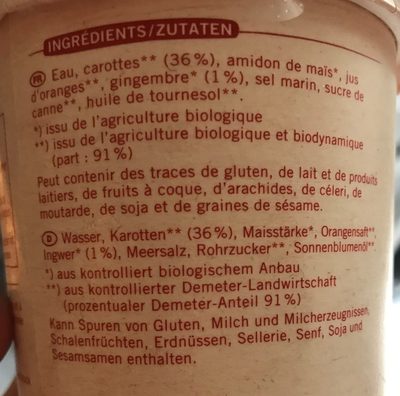 INGRÉDIENTS/ZUTATEN
FR Eau, carottes** (36%), amidon de maïs*, jus
d'oranges**, gingembre* (1%), sel marin, sucre de
canne**, huile de tournesol**.
*) issu de l'agriculture biologique
**) issu de l'agriculture biologique et biodynamique
(part : 91%)
Peut contenir des traces de gluten, de lait et de produits
laitiers, de fruits à coque, d'arachides, de céleri, de
moutarde, de soja et de graines de sésame.
D Wasser, Karotten** (36%), Maisstärke*, Orangensaft**,
Ingwer* (1%), Meersalz, Rohrzucker**, Sonnenblumenöl**.
*) aus kontrolliert biologischem Anbau
**) aus kontrollierter Demeter-Landwirtschaft
(prozentualer Demeter-Anteil 91%)
Kann Spuren von Gluten, Milch und Milcherzeugnissen,
Schalenfrüchten, Erdnüssen, Sellerie, Senf, Soja und
Sesamsamen enthalten.